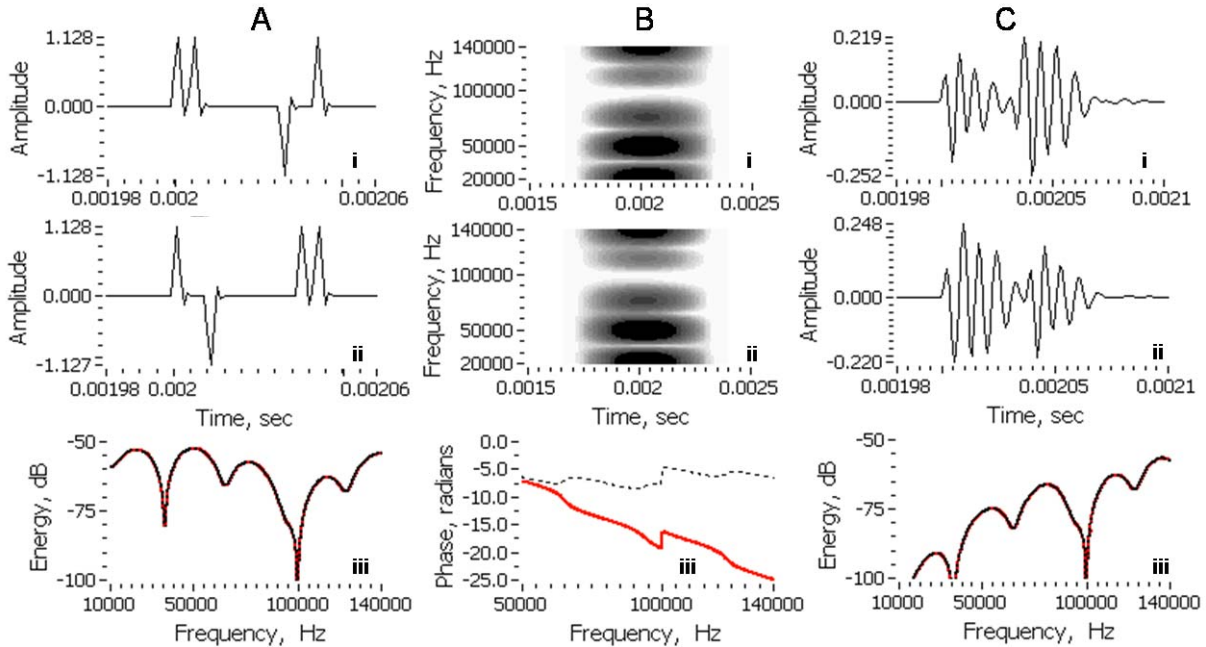 A
B
C
Amplitude
1.128
0.000
-1.128
i
0.00198 0.002 0.00206
Frequency, Hz
140000
100000
50000
20000
i
0.0015 0.002 0.0025
Amplitude
0.219
0.000
-0.252
i
0.00198 0.00205 0.0021
Amplitude
1.128
0.000
-1.127
ii
0.00198 0.002 0.00206
Time, sec
Frequency, Hz
140000
100000
50000
20000
ii
0.0015 0.002 0.0025
Time, sec
Amplitude
0.248
0.000
-0.220
ii
0.00198 0.00205 0.0021
Time, sec
Energy, dB
-50
-75
-100
iii
10000 50000 100000 140000
Frequency, Hz
Phase, radians
0.0
-5.0
-10.0
-15.0
-20.0
-25.0
iii
50000 100000 140000
Frequency, Hz
Energy, dB
-50
-75
-100
iii
10000 50000 100000 140000
Frequency, Hz